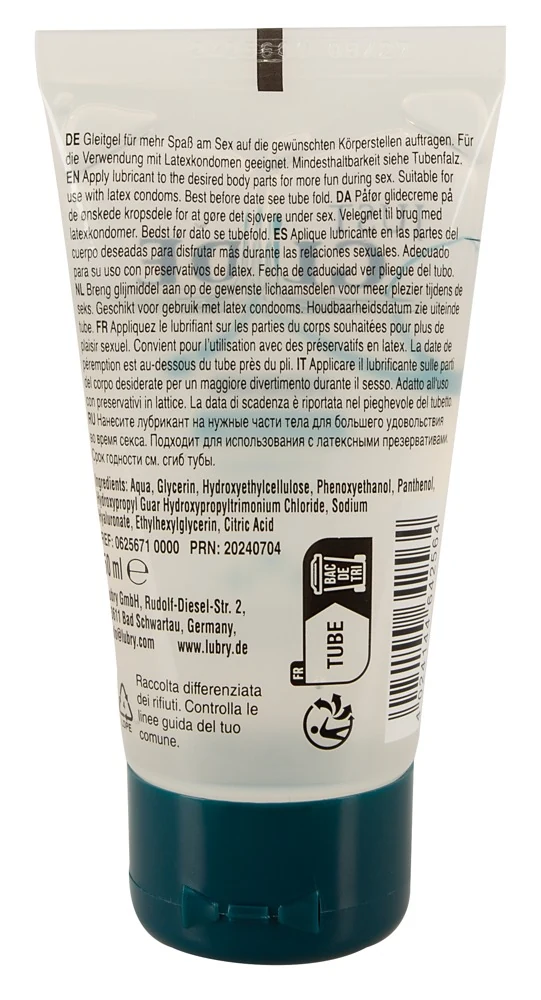 DE Gleitgel für mehr Spaß am Sex auf die gewünschten Körperstellen auftragen. Für
die Verwendung mit Latexkondomen geeignet. Mindesthaltbarkeit siehe Tubenfalz.
EN Apply lubricant to the desired body parts for more fun during sex. Suitable for
use with latex condoms. Best before date see tube fold. DA Påfør glidecreme på
de ønskede kropsdele for at gøre det sjovere under sex. Velegnet til brug med
latexkondomer. Bedst før dato se tubefold. ES Aplique lubricante en las partes del
cuerpo deseadas para disfrutar más durante las relaciones sexuales. Adecuado
para su uso con preservativos de latex. Fecha de caducidad ver pliegue del tubo.
NL Breng glijmiddel aan op de gewenste lichaamsdelen voor meer plezier tijdens de
seks. Geschikt voor gebruik met latex condooms. Houdbaarheidsdatum zie uiteinde
tube. FR Appliquez le lubrifiant sur les parties du corps souhaitées pour plus de
plaisir sexuel. Convient pour l'utilisation avec des préservatifs en latex. La date de
péremption est au-dessous du tube près du pli. IT Applicare il lubrificante sulle parti
del corpo desiderate per un maggiore divertimento durante il sesso. Adatto all'uso
con preservativi in lattice. La data di scadenza è riportata nel pieghevole del tubetto.
RU Нанесите лубрикант на нужные части тела для большего удовольствия
во время секса. Подходит для использования с латексными презервативами.
Срок годности см. сгиб тубы.
Ingredients: Aqua, Glycerin, Hydroxyethylcellulose, Phenoxyethanol, Panthenol,
Hydroxypropyl Guar Hydroxypropyltrimonium Chloride, Sodium
Hyaluronate, Ethylhexylglycerin, Citric Acid
REF: 0625671 0000 PRN: 20240704
50 ml ℮
Lubry GmbH, Rudolf-Diesel-Str. 2,
Bad Schwartau, Germany,
www.lubry.de
BAC
DE
TRI
TUBE
FR
Raccolta differenziata
dei rifiuti. Controlla le
linee guida del tuo
comune.